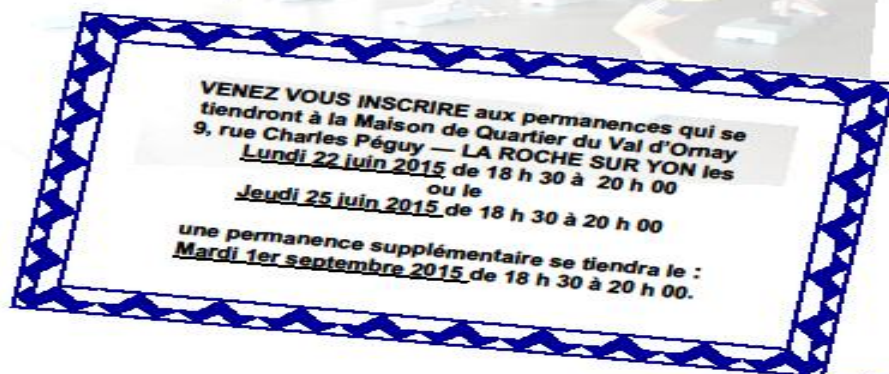 VENEZ VOUS INSCRIRE aux permanences qui se
tiendront à la Maison de Quartier du Val d'Ornay
9, rue Charles Péguy — LA ROCHE SUR YON les
Lundi 22 juin 2015 de 18 h 30 à 20 h 00
ou le
Jeudi 25 juin 2015 de 18 h 30 à 20 h 00
une permanence supplémentaire se tiendra le :
Mardi 1er septembre 2015 de 18 h 30 à 20 h 00.